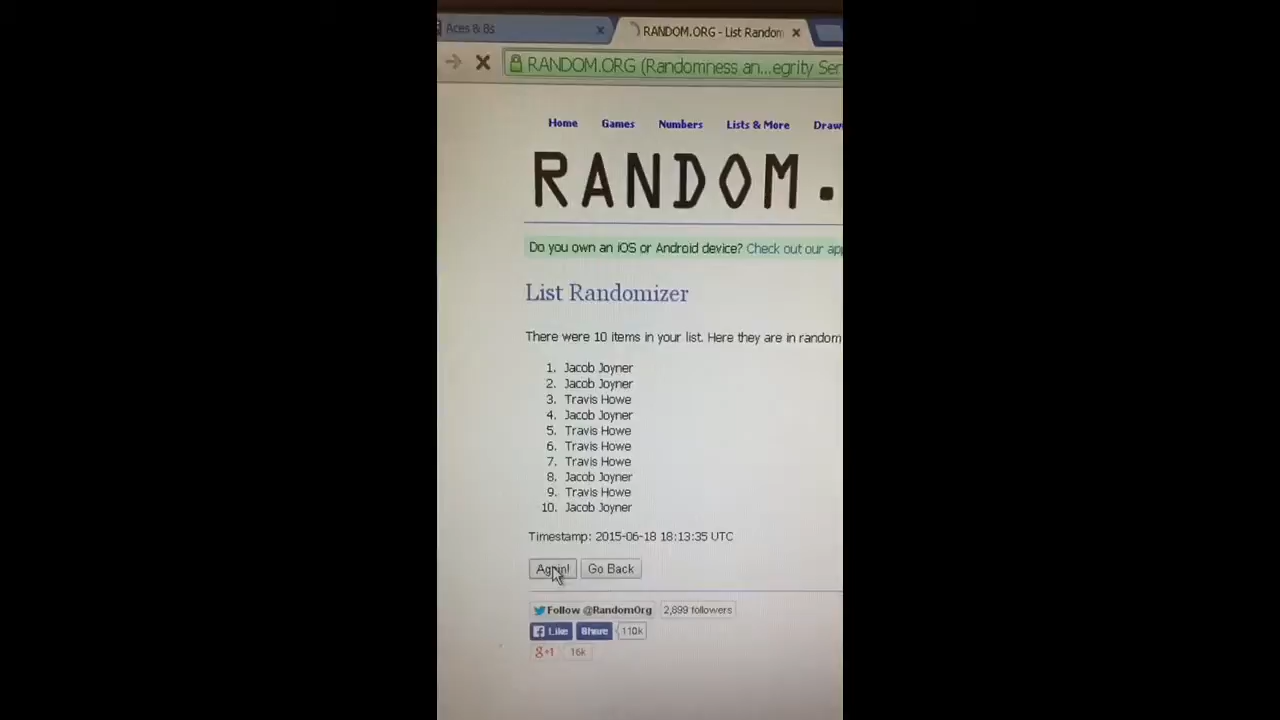 Aces & 8s
RANDOM.ORG - List Random
RANDOM.ORG (Randomness an...egrity Ser
Home Games Numbers Lists & More Draw
RANDOM.
Do you own an iOS or Android device? Check out our app
List Randomizer
There were 10 items in your list. Here they are in random
1. Jacob Joyner
2. Jacob Joyner
3. Travis Howe
4. Jacob Joyner
5. Travis Howe
6. Travis Howe
7. Travis Howe
8. Jacob Joyner
9. Travis Howe
10. Jacob Joyner
Timestamp: 2015-06-18 18:13:35 UTC
Again! Go Back
Follow @RandomOrg 2,899 followers
Like Share 110k
g+1 16k